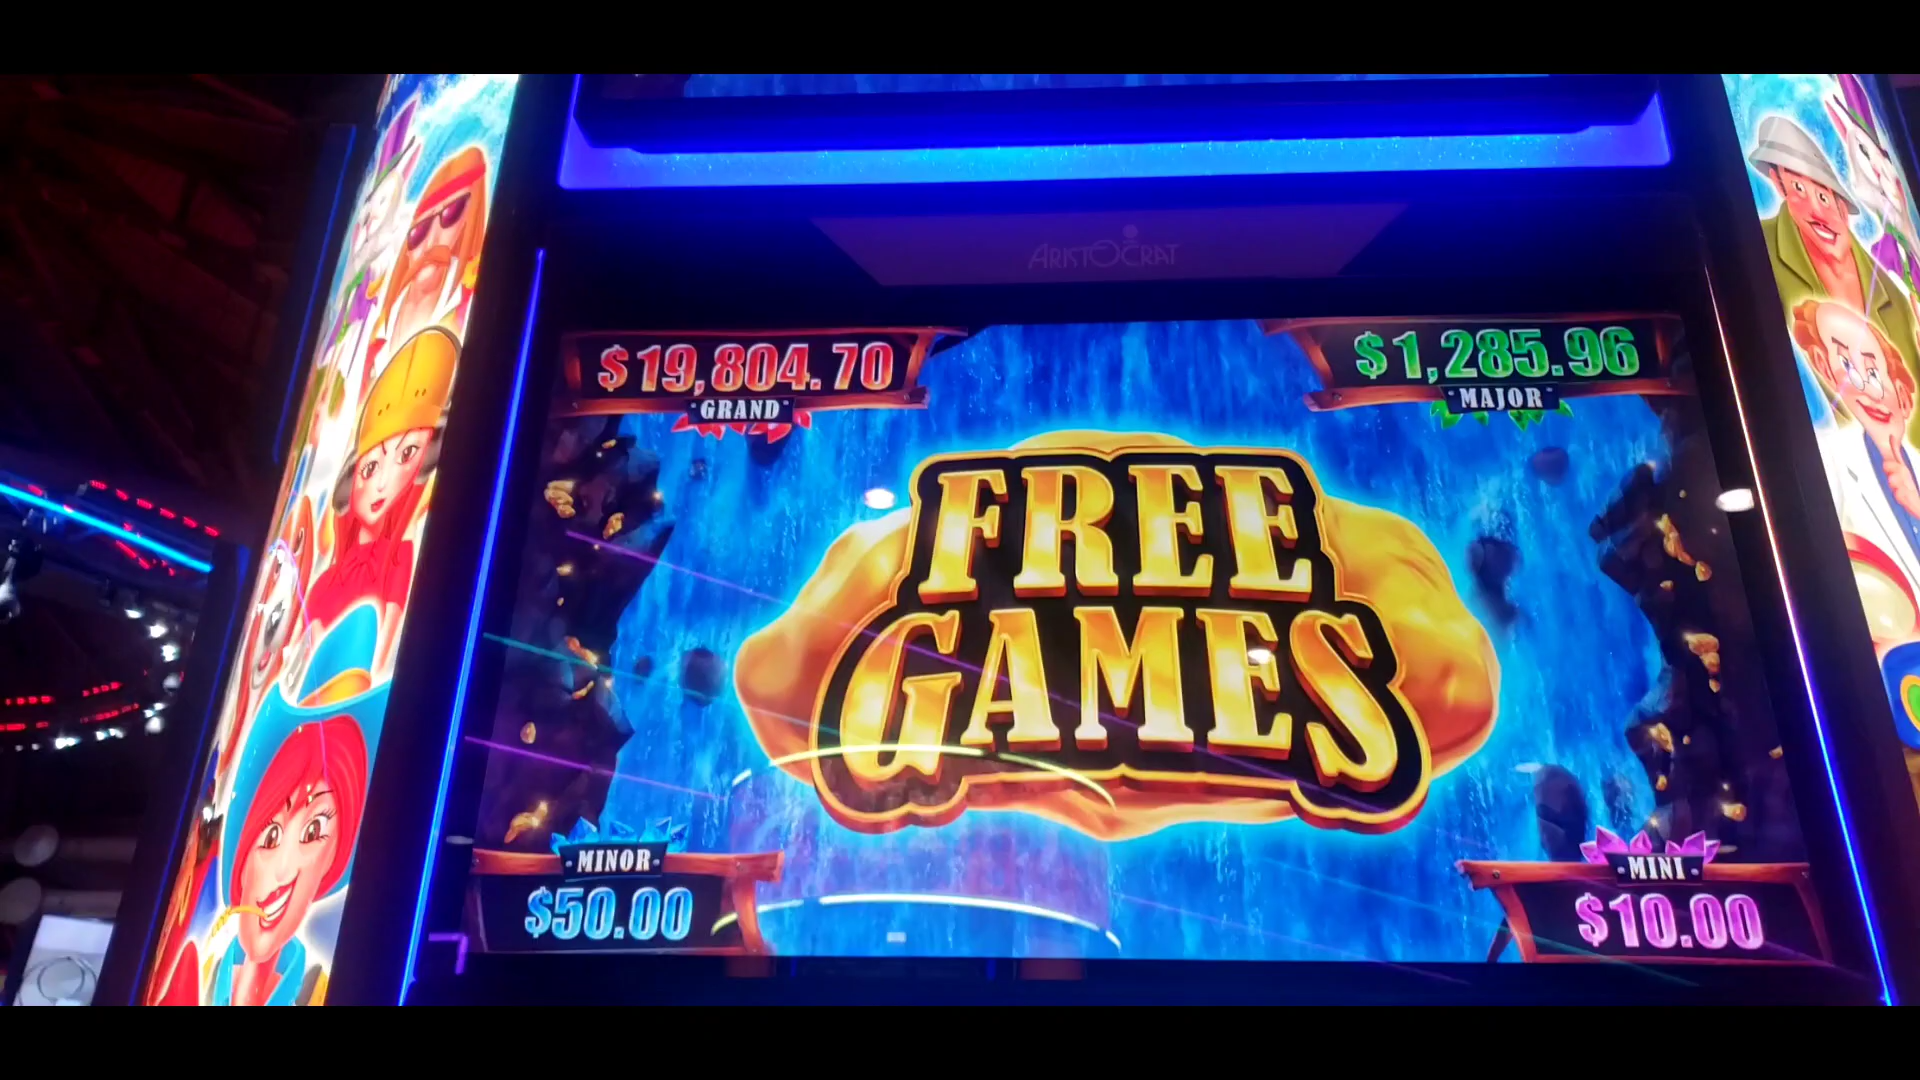 ARISTOCRAT
$19,804.70
GRAND
$1,285.96
MAJOR
FREE
GAMES
MINOR
$50.00
MINI
$10.00